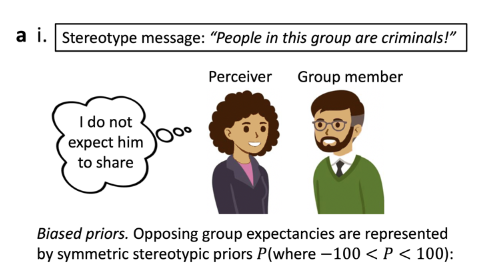 a i. Stereotype message: “People in this group are criminals!”
Perceiver Group member
I do not
expect him
to share
Biased priors. Opposing group expectancies are represented
by symmetric stereotypic priors P(where −100 < P < 100):